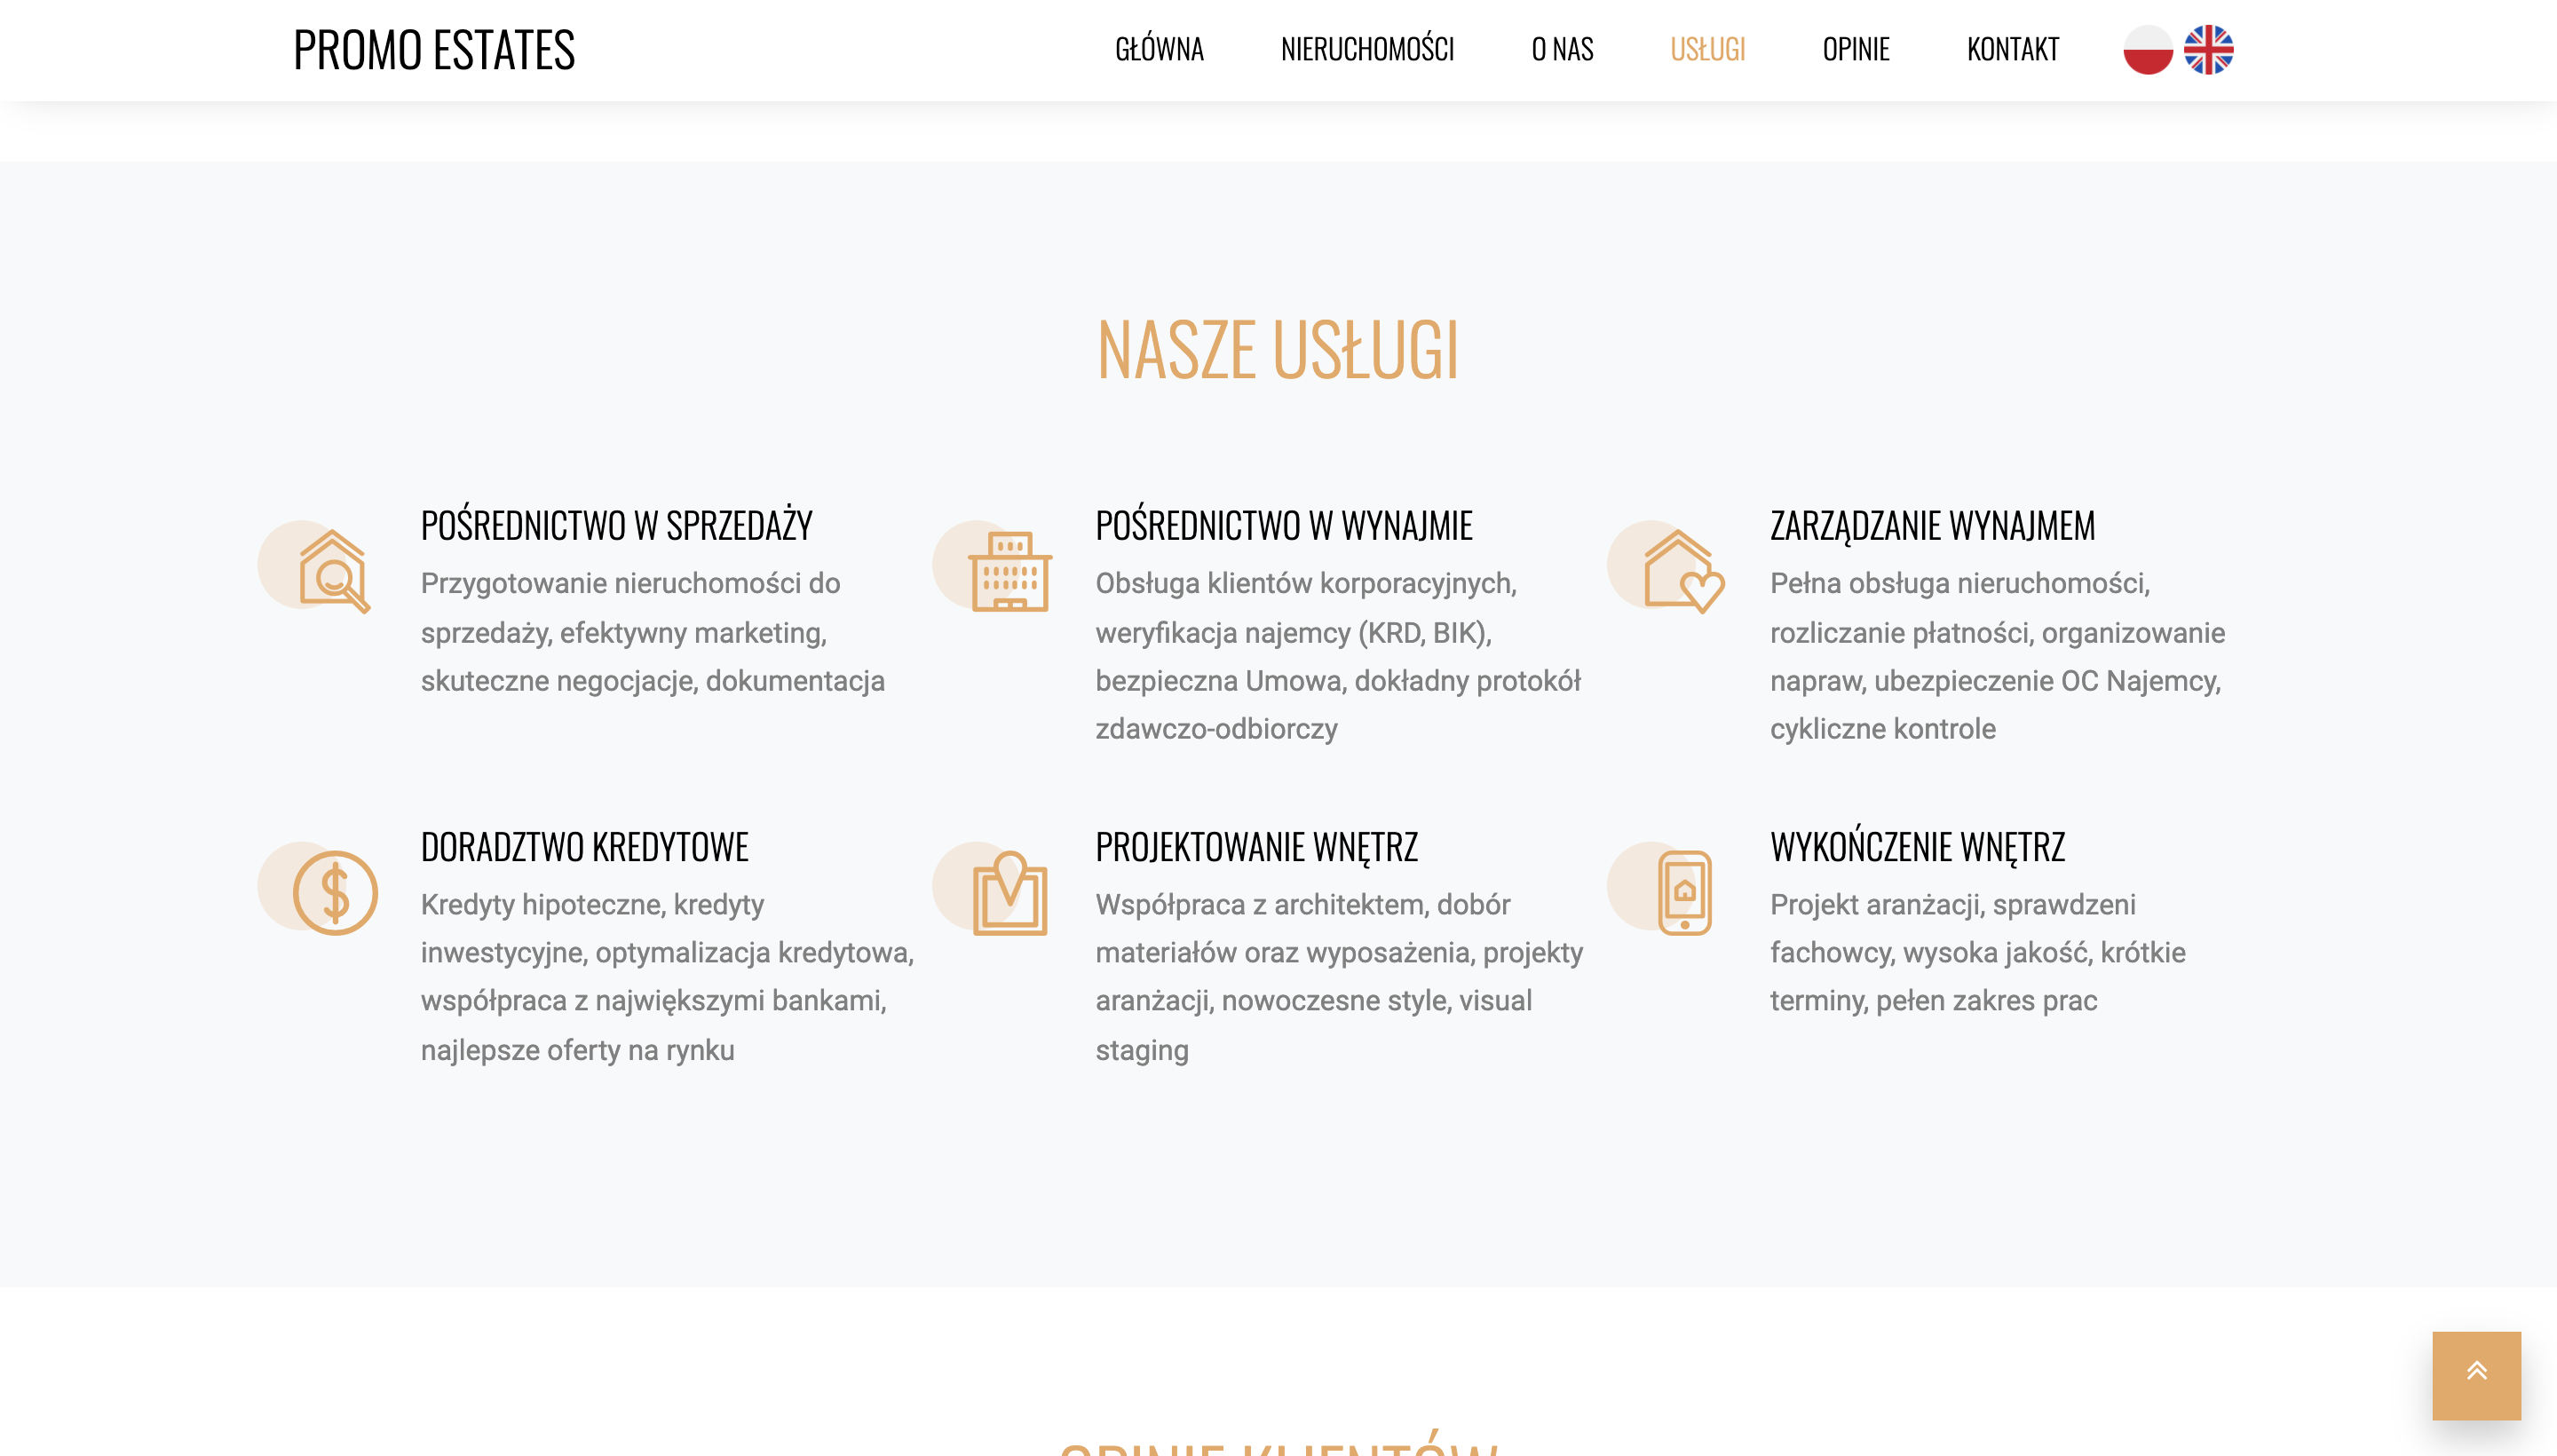 PROMO ESTATES
GŁÓWNA NIERUCHOMOŚCI O NAS USŁUGI OPINIE KONTAKT
NASZE USŁUGI
POŚREDNICTWO W SPRZEDAŻY
Przygotowanie nieruchomości do
sprzedaży, efektywny marketing,
skuteczne negocjacje, dokumentacja
POŚREDNICTWO W WYNAJMIE
Obsługa klientów korporacyjnych,
weryfikacja najemcy (KRD, BIK),
bezpieczna Umowa, dokładny protokół
zdawczo-odbiorczy
ZARZĄDZANIE WYNAJMEM
Pełna obsługa nieruchomości,
rozliczanie płatności, organizowanie
napraw, ubezpieczenie OC Najemcy,
cykliczne kontrole
DORADZTWO KREDYTOWE
Kredyty hipoteczne, kredyty
inwestycyjne, optymalizacja kredytowa,
współpraca z największymi bankami,
najlepsze oferty na rynku
PROJEKTOWANIE WNĘTRZ
Współpraca z architektem, dobór
materiałów oraz wyposażenia, projekty
aranżacji, nowoczesne style, visual
staging
WYKOŃCZENIE WNĘTRZ
Projekt aranżacji, sprawdzeni
fachowcy, wysoka jakość, krótkie
terminy, pełen zakres prac
OPINIE KLIENTÓW